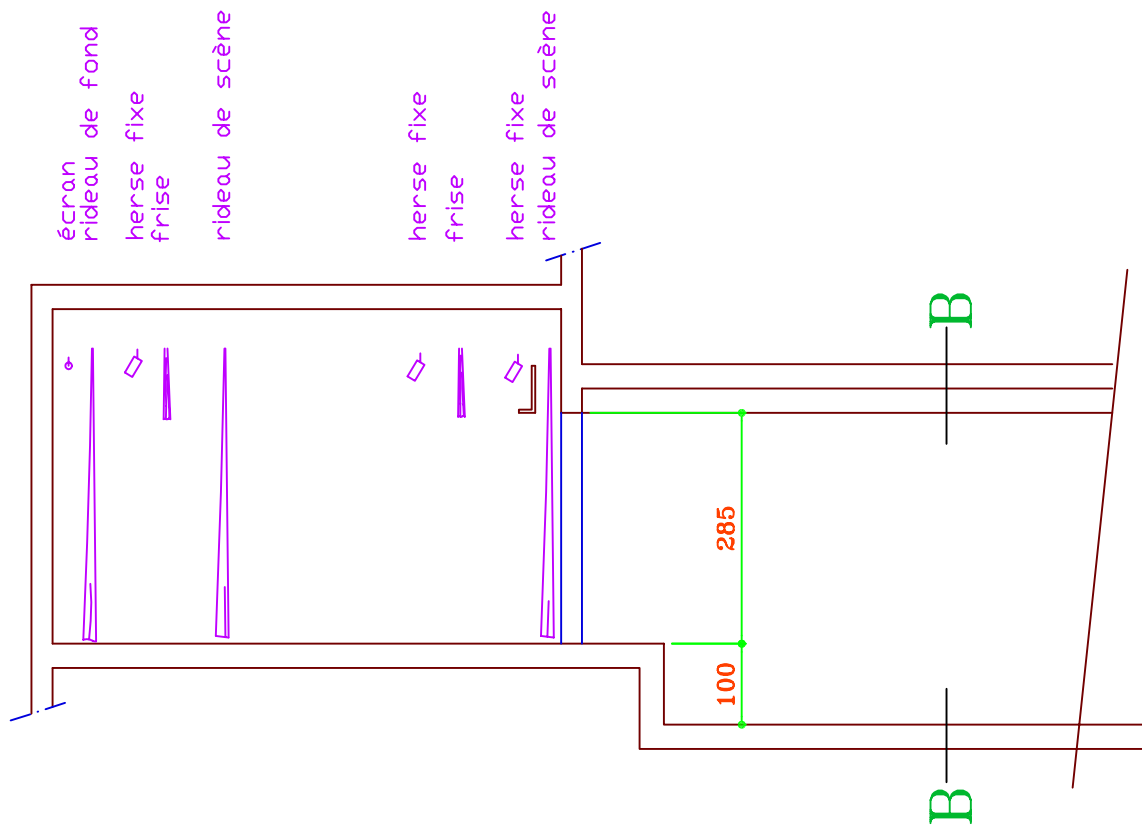 écran
rideau de fond
herse fixe
frise
rideau de scène
herse fixe
frise
herse fixe
rideau de scène
B
285
100
B